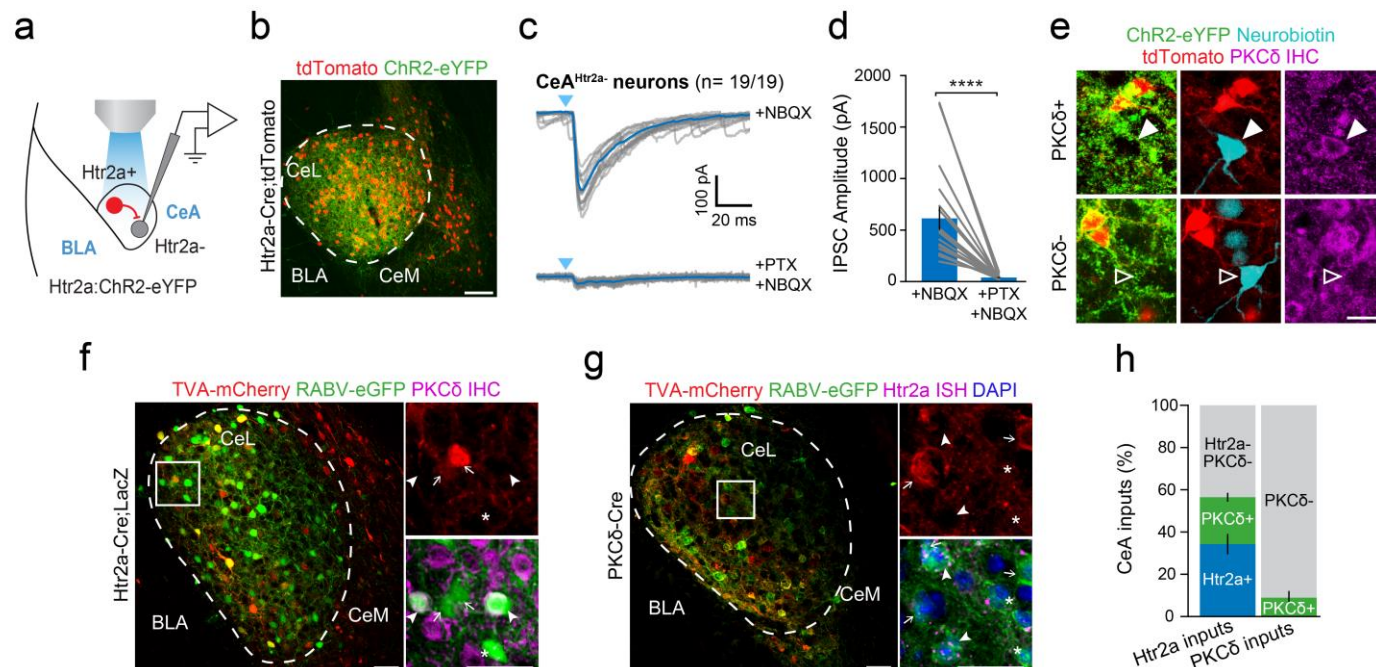 a
Htr2a+
CeA
BLA
Htr2a-
Htr2a:ChR2-eYFP
b
tdTomato ChR2-eYFP
Htr2a-Cre;tdTomato
CeL
BLA
CeM
c
CeA^Htr2a- neurons (n= 19/19)
+NBQX
100 pA
20 ms
+PTX
+NBQX
d
IPSC Amplitude (pA)
2000
1500
1000
500
0
****
+NBQX
+PTX
+NBQX
e
ChR2-eYFP Neurobiotin
tdTomato PKCδ IHC
PKCδ+
PKCδ-
f
TVA-mCherry RABV-eGFP PKCδ IHC
Htr2a-Cre;LacZ
CeL
BLA
CeM
*
*
g
TVA-mCherry RABV-eGFP Htr2a ISH DAPI
PKCδ-Cre
CeL
BLA
CeM
*
*
*
*
h
CeA inputs (%)
100
80
60
40
20
0
Htr2a-
PKCδ-
PKCδ+
Htr2a+
PKCδ-
PKCδ+
Htr2a inputs
PKCδ inputs